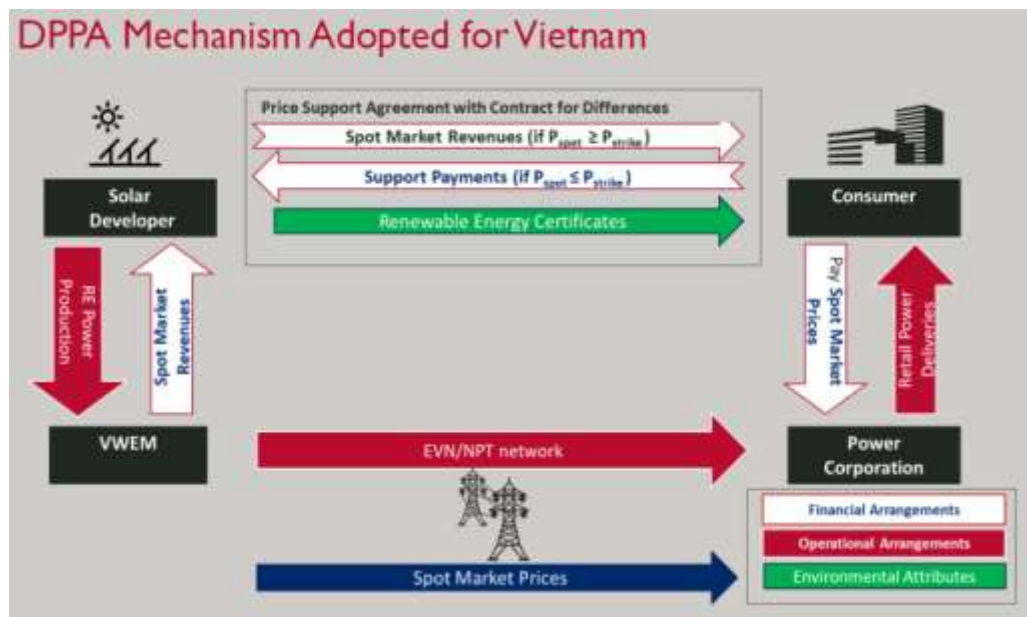 DPPA Mechanism Adopted for Vietnam
Price Support Agreement with Contract for Differences
Spot Market Revenues (if Pspot ≥ Pstrike)
Support Payments (if Pspot ≤ Pstrike)
Renewable Energy Certificates
Solar
Developer
Consumer
RE Power
Production
Spot Market
Revenues
Pay Spot Market
Prices
Retail Power
Deliveries
VWEM
EVN/NPT network
Power
Corporation
Spot Market Prices
Financial Arrangements
Operational Arrangements
Environmental Attributes